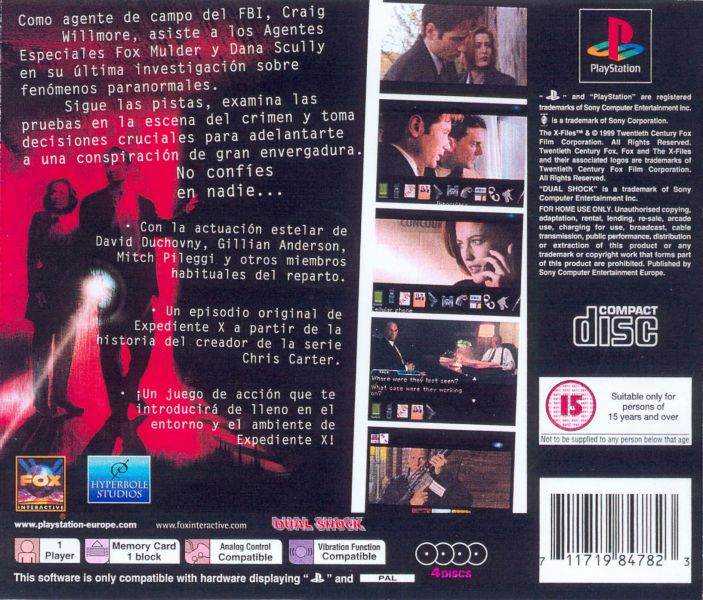 Como agente de campo del FBI, Craig
Willmore, asiste a los Agentes
Especiales Fox Mulder y Dana Scully
en su última investigación sobre
fenómenos paranormales.
Sigue las pistas, examina las
pruebas en la escena del crimen y toma
decisiones cruciales para adelantarte
a una conspiración de gran envergadura.
No confíes
en nadie...
· Con la actuación estelar de
David Duchovny, Gillian Anderson,
Mitch Pileggi y otros miembros
habituales del reparto.
· Un episodio original de
Expediente X a partir de la
historia del creador de la serie
Chris Carter.
· ¡Un juego de acción que te
introducirá de lleno en el
entorno y el ambiente de
Expediente X!
FOX
INTERACTIVE
HYPERBOLE
STUDIOS
www.playstation-europe.com
www.foxinteractive.com
DUAL SHOCK
1
Player
Memory Card
1 block
Analog Control
Compatible
Vibration Function
Compatible
4 DISCS
This software is only compatible with hardware displaying " " and PAL
Cellular phone
Where were they last seen?
What case were they working
on?
PlayStation
" " and "PlayStation" are registered
trademarks of Sony Computer Entertainment Inc.
is a trademark of Sony Corporation.
The X-Files™ & © 1999 Twentieth Century Fox
Film Corporation. All Rights Reserved.
Twentieth Century Fox, Fox and The X-Files
and their associated logos are trademarks of
Twentieth Century Fox Film Corporation.
All Rights Reserved.
"DUAL SHOCK" is a trademark of Sony
Computer Entertainment Inc.
FOR HOME USE ONLY. Unauthorised copying,
adaptation, rental, lending, re-sale, arcade
use, charging for use, broadcast, cable
transmission, public performance, distribution
or extraction of this product or any
trademark or copyright work that forms part
of this product are prohibited. Published by
Sony Computer Entertainment Europe.
COMPACT
disc
15
Suitable only for
persons of
15 years and over
Not to be supplied to any person below that age
7 11719 84782 3